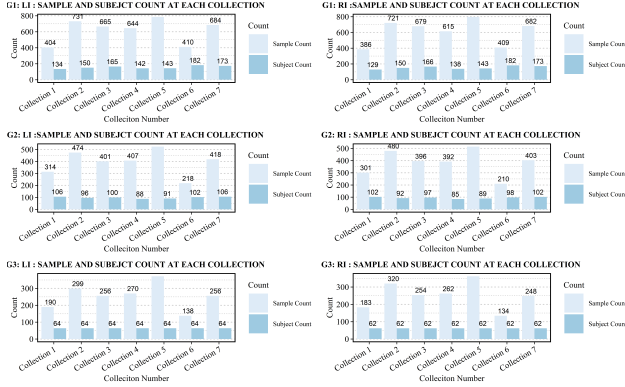 G1: LI : SAMPLE AND SUBEJCT COUNT AT EACH COLLECTION
Count
800
600
400
200
0
404
731
665
644
410
684
134
150
165
142
143
182
173
Collection 1
Collection 2
Collection 3
Collection 4
Collection 5
Collection 6
Collection 7
Colleciton Number
Count
Sample Count
Subject Count
G1: RI :SAMPLE AND SUBEJCT COUNT AT EACH COLLECTION
Count
800
600
400
200
0
386
721
679
615
409
682
129
150
166
138
143
182
173
Collection 1
Collection 2
Collection 3
Collection 4
Collection 5
Collection 6
Collection 7
Colleciton Number
Count
Sample Coun
Subject Coun
G2: LI :SAMPLE AND SUBEJCT COUNT AT EACH COLLECTION
Count
500
400
300
200
100
0
314
474
401
407
218
418
106
96
100
88
91
102
106
Collection 1
Collection 2
Collection 3
Collection 4
Collection 5
Collection 6
Collection 7
Colleciton Number
Count
Sample Count
Subject Count
G2: RI : SAMPLE AND SUBEJCT COUNT AT EACH COLLECTION
Count
500
400
300
200
100
0
301
480
396
392
210
403
102
92
97
85
89
98
102
Collection 1
Collection 2
Collection 3
Collection 4
Collection 5
Collection 6
Collection 7
Colleciton Number
Count
Sample Coun
Subject Coun
G3: LI : SAMPLE AND SUBEJCT COUNT AT EACH COLLECTION
Count
300
200
100
0
190
299
256
270
138
256
64
64
64
64
64
64
64
Collection 1
Collection 2
Collection 3
Collection 4
Collection 5
Collection 6
Collection 7
Colleciton Number
Count
Sample Count
Subject Count
G3: RI : SAMPLE AND SUBEJCT COUNT AT EACH COLLECTION
Count
300
200
100
0
183
320
254
262
134
248
62
62
62
62
62
62
62
Collection 1
Collection 2
Collection 3
Collection 4
Collection 5
Collection 6
Collection 7
Colleciton Number
Count
Sample Coun
Subject Coun